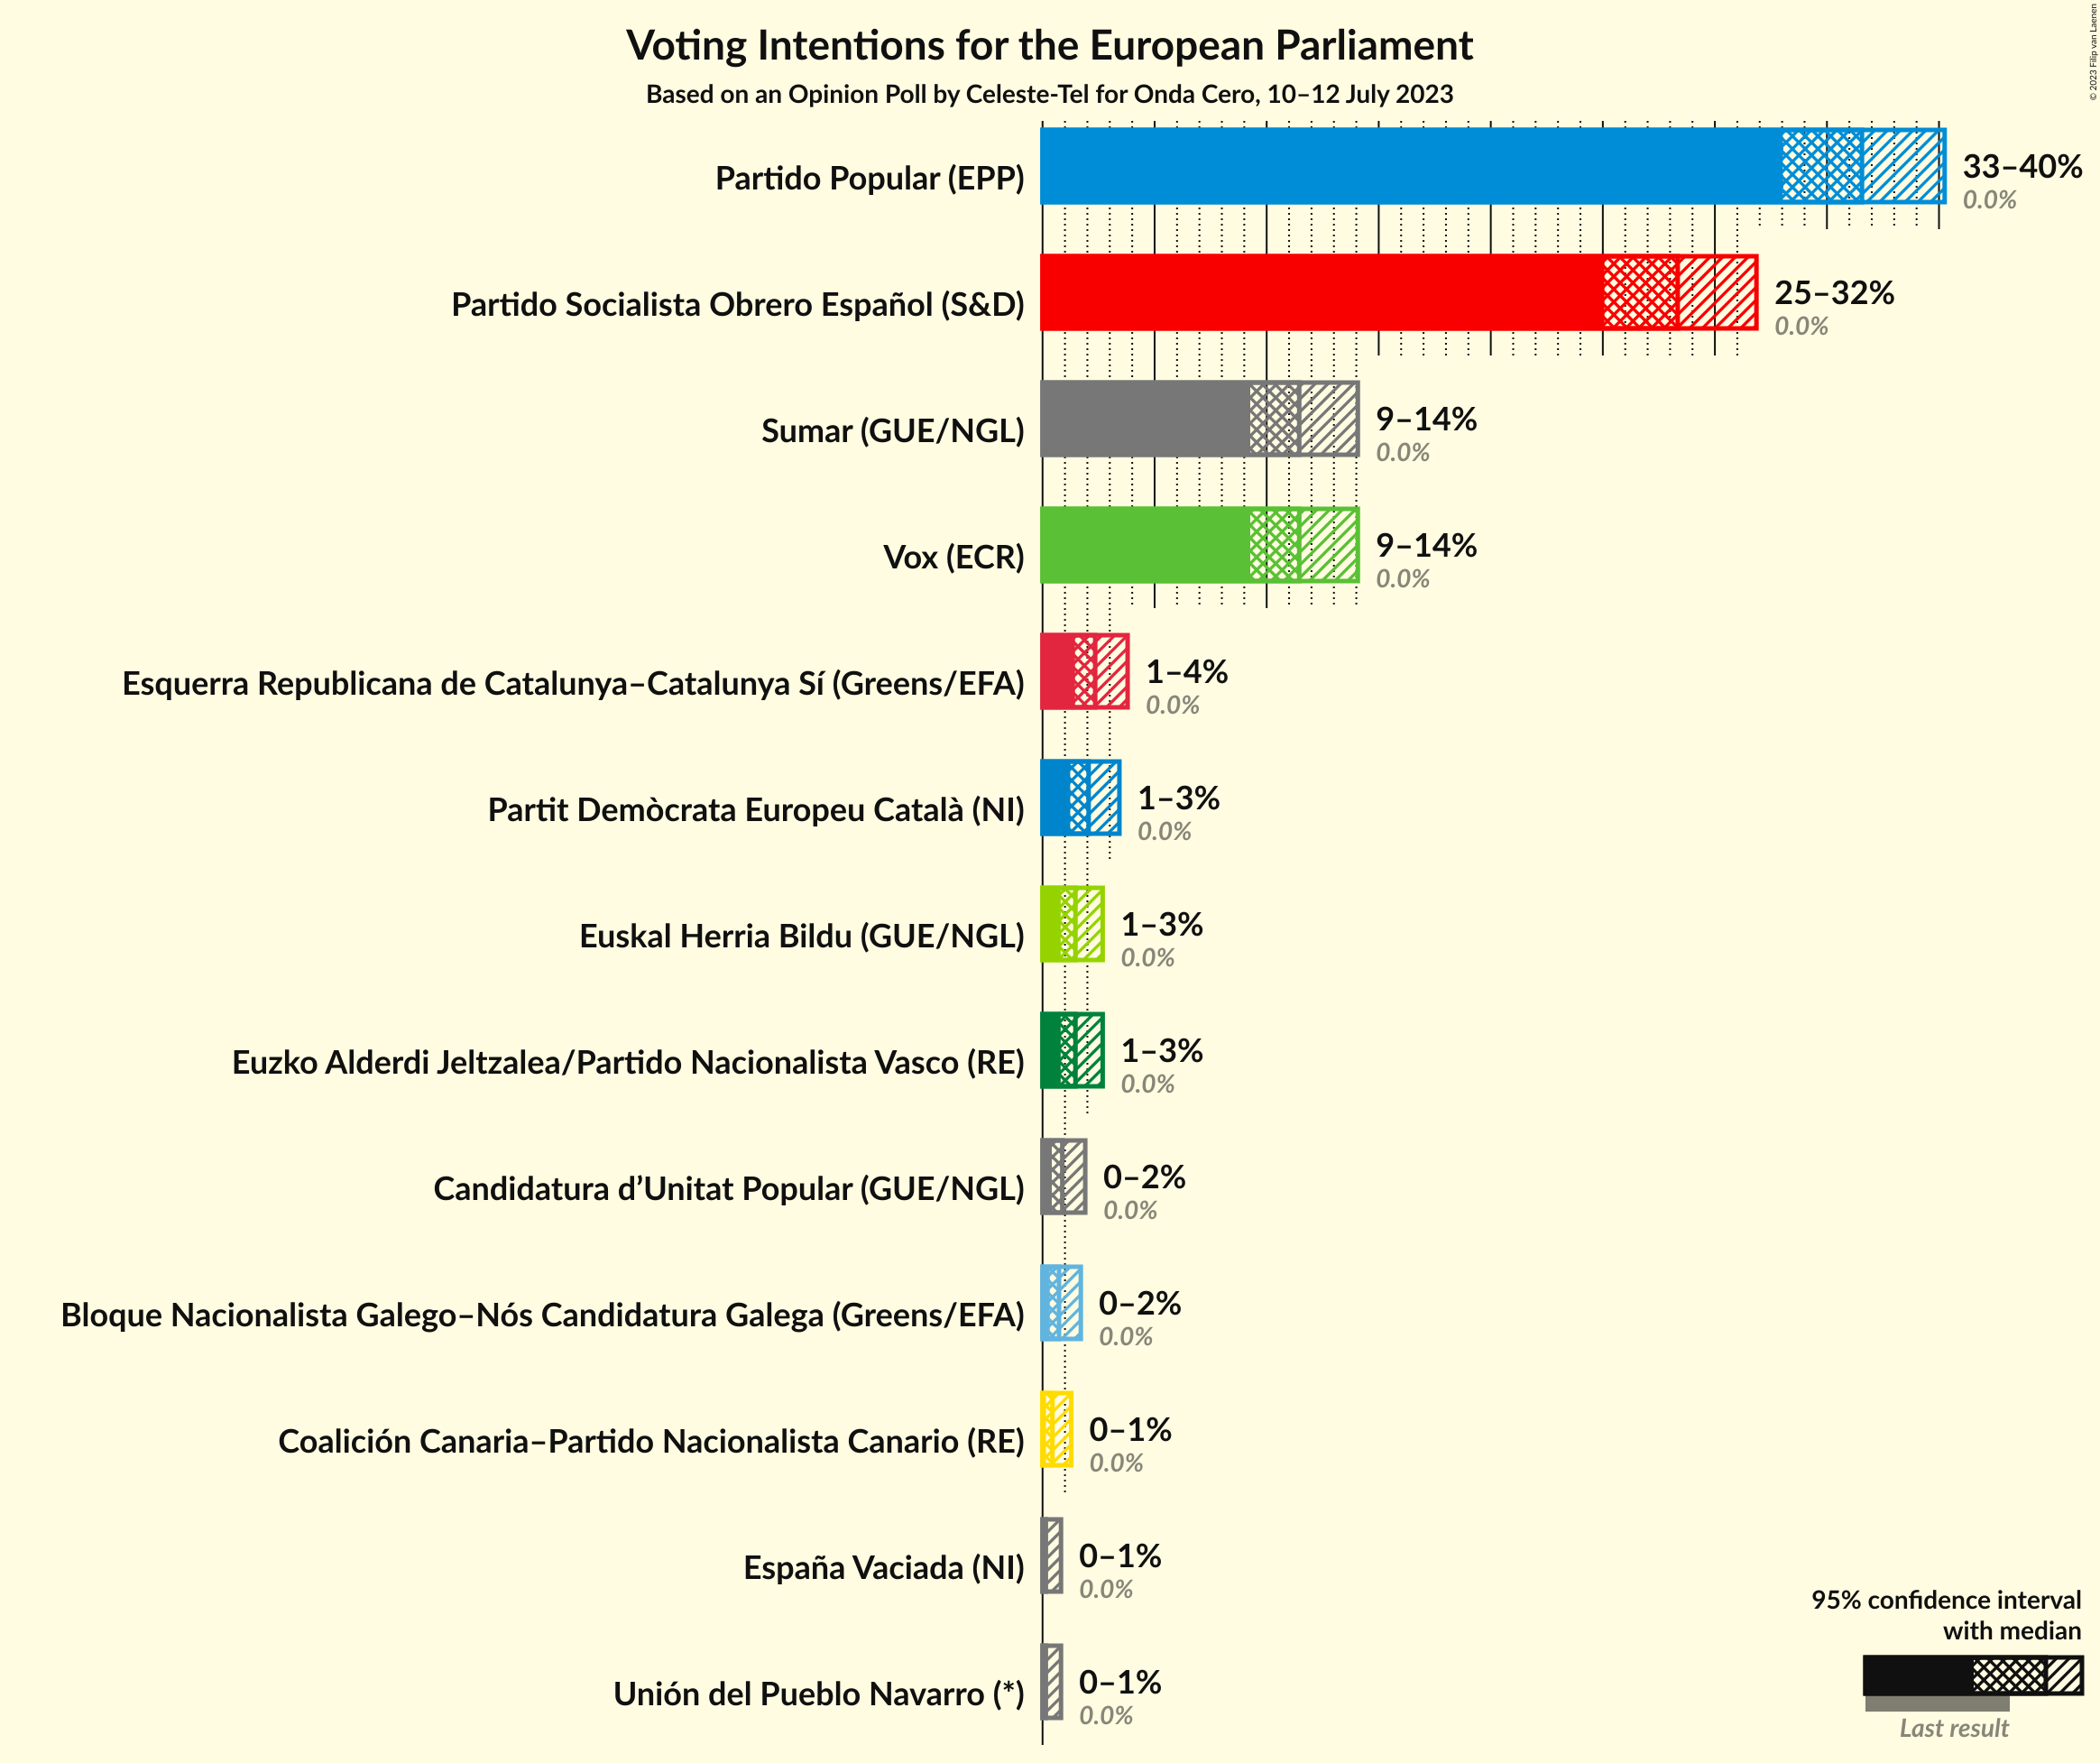 Voting Intentions for the European Parliament
Based on an Opinion Poll by Celeste-Tel for Onda Cero, 10–12 July 2023
© 2023 Filip van Laenen
Partido Popular (EPP)
33–40%
0.0%
Partido Socialista Obrero Español (S&D)
25–32%
0.0%
Sumar (GUE/NGL)
9–14%
0.0%
Vox (ECR)
9–14%
0.0%
Esquerra Republicana de Catalunya–Catalunya Sí (Greens/EFA)
1–4%
0.0%
Partit Demòcrata Europeu Català (NI)
1–3%
0.0%
Euskal Herria Bildu (GUE/NGL)
1–3%
0.0%
Euzko Alderdi Jeltzalea/Partido Nacionalista Vasco (RE)
1–3%
0.0%
Candidatura d’Unitat Popular (GUE/NGL)
0–2%
0.0%
Bloque Nacionalista Galego–Nós Candidatura Galega (Greens/EFA)
0–2%
0.0%
Coalición Canaria–Partido Nacionalista Canario (RE)
0–1%
0.0%
España Vaciada (NI)
0–1%
0.0%
Unión del Pueblo Navarro (*)
0–1%
0.0%
95% confidence interval
with median
Last result